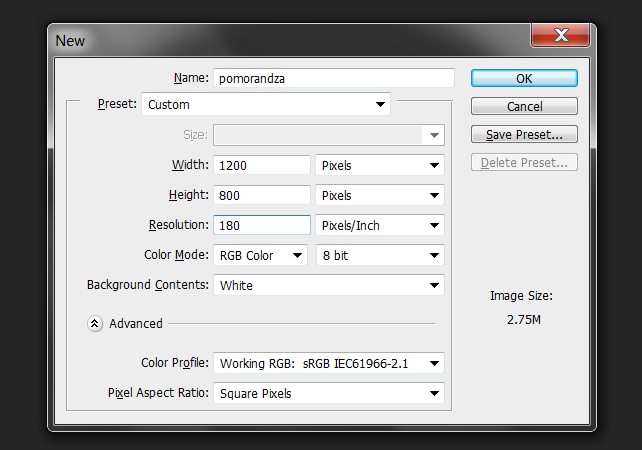 New
Name: pomorandza
OK
Preset: Custom
Cancel
Size:
Save Preset...
Width: 1200 Pixels
Delete Preset...
Height: 800 Pixels
Resolution: 180 Pixels/Inch
Color Mode: RGB Color 8 bit
Background Contents: White
Image Size:
2.75M
Advanced
Color Profile: Working RGB: sRGB IEC61966-2.1
Pixel Aspect Ratio: Square Pixels